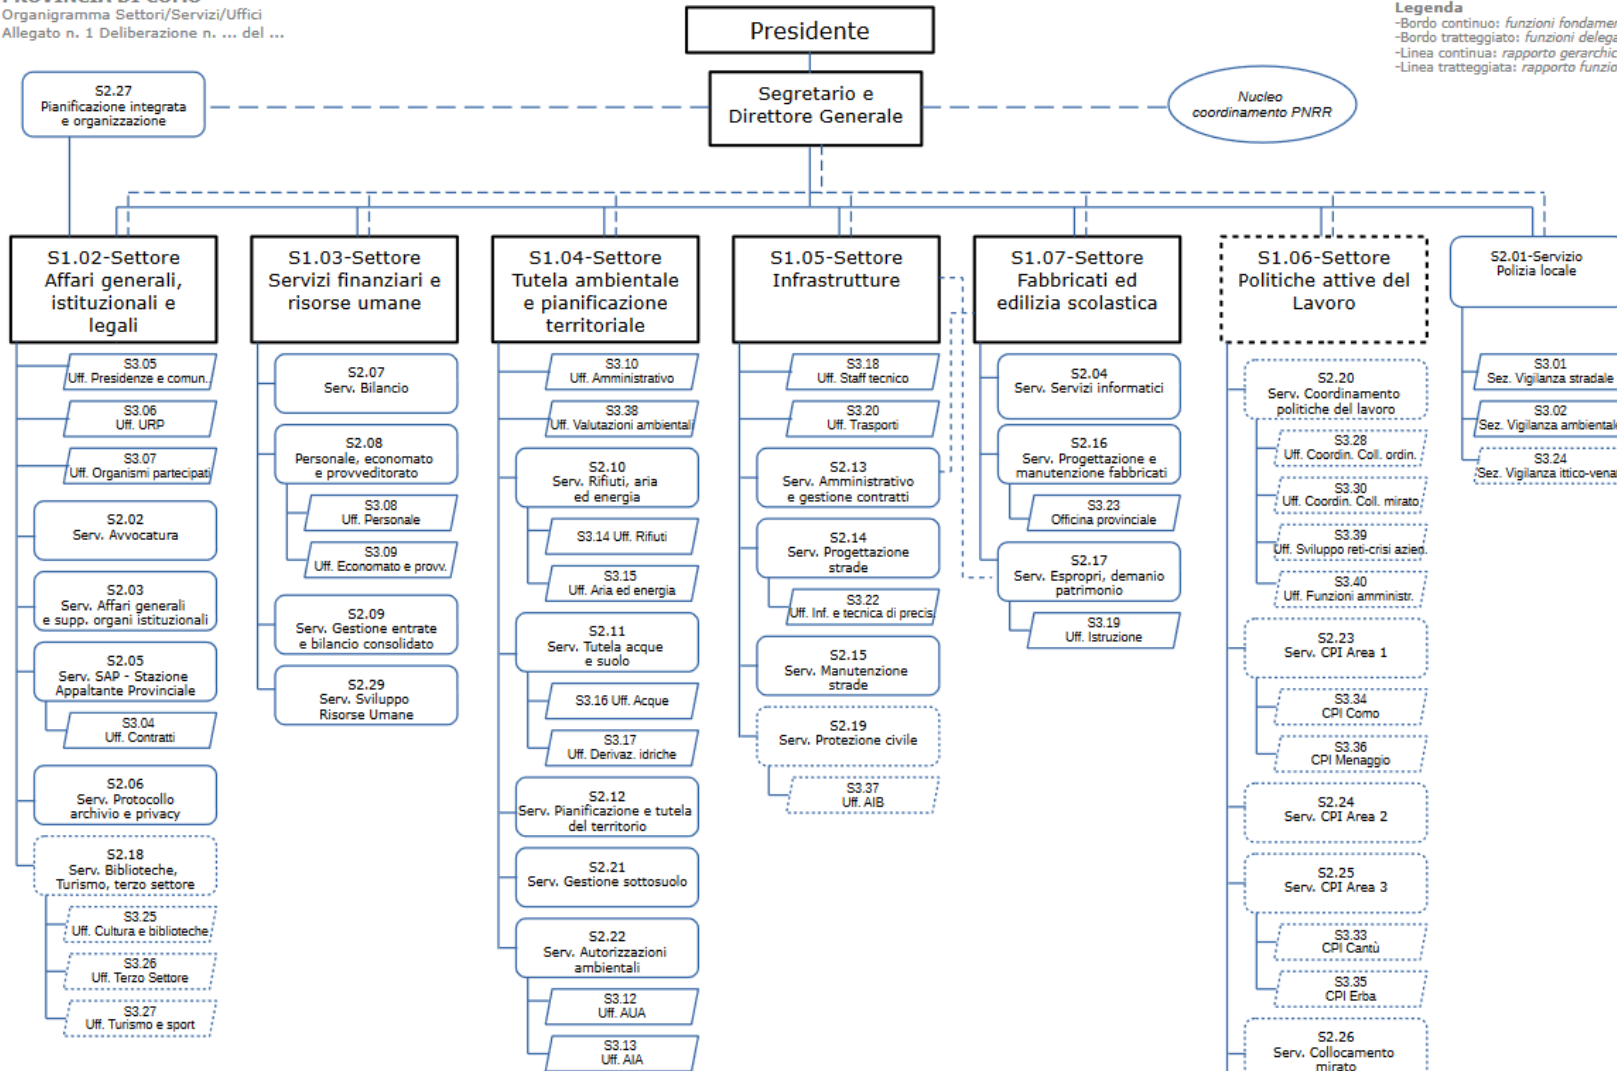 PROVINCIA DI COMO
Organigramma Settori/Servizi/Uffici
Allegato n. 1 Deliberazione n. ... del ...
Legenda
-Bordo continuo: funzioni
-Bordo tratteggiato: funzioni
-Linea continua: rapporto
-Linea tratteggiata: rapporto
Presidente
Segretario e
Direttore Generale
S2.27
Pianificazione integrata
e organizzazione
Nucleo
coordinamento PNRR
S1.02-Settore
Affari generali,
istituzionali e
legali
S3.05
Uff. Presidenze e comun.
S3.06
Uff. URP
S3.07
Uff. Organismi partecipati
S2.02
Serv. Avvocatura
S2.03
Serv. Affari generali
e supp. organi istituzionali
S2.05
Serv. SAP - Stazione
Appaltante Provinciale
S3.04
Uff. Contratti
S2.06
Serv. Protocollo
archivio e privacy
S2.18
Serv. Biblioteche,
Turismo, terzo settore
S3.25
Uff. Cultura e biblioteche
S3.26
Uff. Terzo Settore
S3.27
Uff. Turismo e sport
S1.03-Settore
Servizi finanziari e
risorse umane
S2.07
Serv. Bilancio
S2.08
Personale, economato
e provveditorato
S3.08
Uff. Personale
S3.09
Uff. Economato e provv.
S2.09
Serv. Gestione entrate
e bilancio consolidato
S2.29
Serv. Sviluppo
Risorse Umane
S1.04-Settore
Tutela ambientale
e pianificazione
territoriale
S3.10
Uff. Amministrativo
S3.38
Uff. Valutazioni ambientali
S2.10
Serv. Rifiuti, aria
ed energia
S3.14 Uff. Rifiuti
S3.15
Uff. Aria ed energia
S2.11
Serv. Tutela acque
e suolo
S3.16 Uff. Acque
S3.17
Uff. Derivaz. idriche
S2.12
Serv. Pianificazione e tutela
del territorio
S2.21
Serv. Gestione sottosuolo
S2.22
Serv. Autorizzazioni
ambientali
S3.12
Uff. AUA
S3.13
Uff. AIA
S1.05-Settore
Infrastrutture
S3.18
Uff. Staff tecnico
S3.20
Uff. Trasporti
S2.13
Serv. Amministrativo
e gestione contratti
S2.14
Serv. Progettazione
strade
S3.22
Uff. Inf. e tecnica di precis.
S2.15
Serv. Manutenzione
strade
S2.19
Serv. Protezione civile
S3.37
Uff. AIB
S1.07-Settore
Fabbricati ed
edilizia scolastica
S2.04
Serv. Servizi informatici
S2.16
Serv. Progettazione e
manutenzione fabbricati
S3.23
Officina provinciale
S2.17
Serv. Espropri, demanio
patrimonio
S3.19
Uff. Istruzione
S1.06-Settore
Politiche attive del
Lavoro
S2.20
Serv. Coordinamento
politiche del lavoro
S3.28
Uff. Coordin. Coll. ordin.
S3.30
Uff. Coordin. Coll. mirato
S3.39
Uff. Sviluppo reti-crisi azien.
S3.40
Uff. Funzioni amministr.
S2.23
Serv. CPI Area 1
S3.34
CPI Como
S3.36
CPI Menaggio
S2.24
Serv. CPI Area 2
S2.25
Serv. CPI Area 3
S3.33
CPI Cantù
S3.35
CPI Erba
S2.26
Serv. Collocamento
mirato
S2.01-Servizio
Polizia locale
S3.01
Sez. Vigilanza stradale
S3.02
Sez. Vigilanza ambientale
S3.24
Sez. Vigilanza